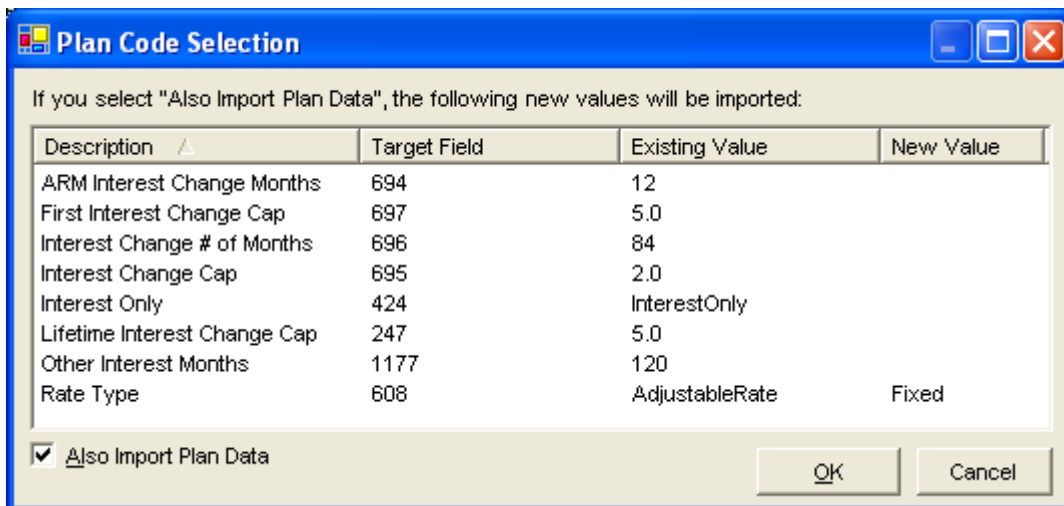 Plan Code Selection
If you select "Also Import Plan Data", the following new values will be imported:
Description Target Field Existing Value New Value
ARM Interest Change Months 694 12
First Interest Change Cap 697 5.0
Interest Change # of Months 696 84
Interest Change Cap 695 2.0
Interest Only 424 InterestOnly
Lifetime Interest Change Cap 247 5.0
Other Interest Months 1177 120
Rate Type 608 AdjustableRate Fixed
Also Import Plan Data
OK Cancel